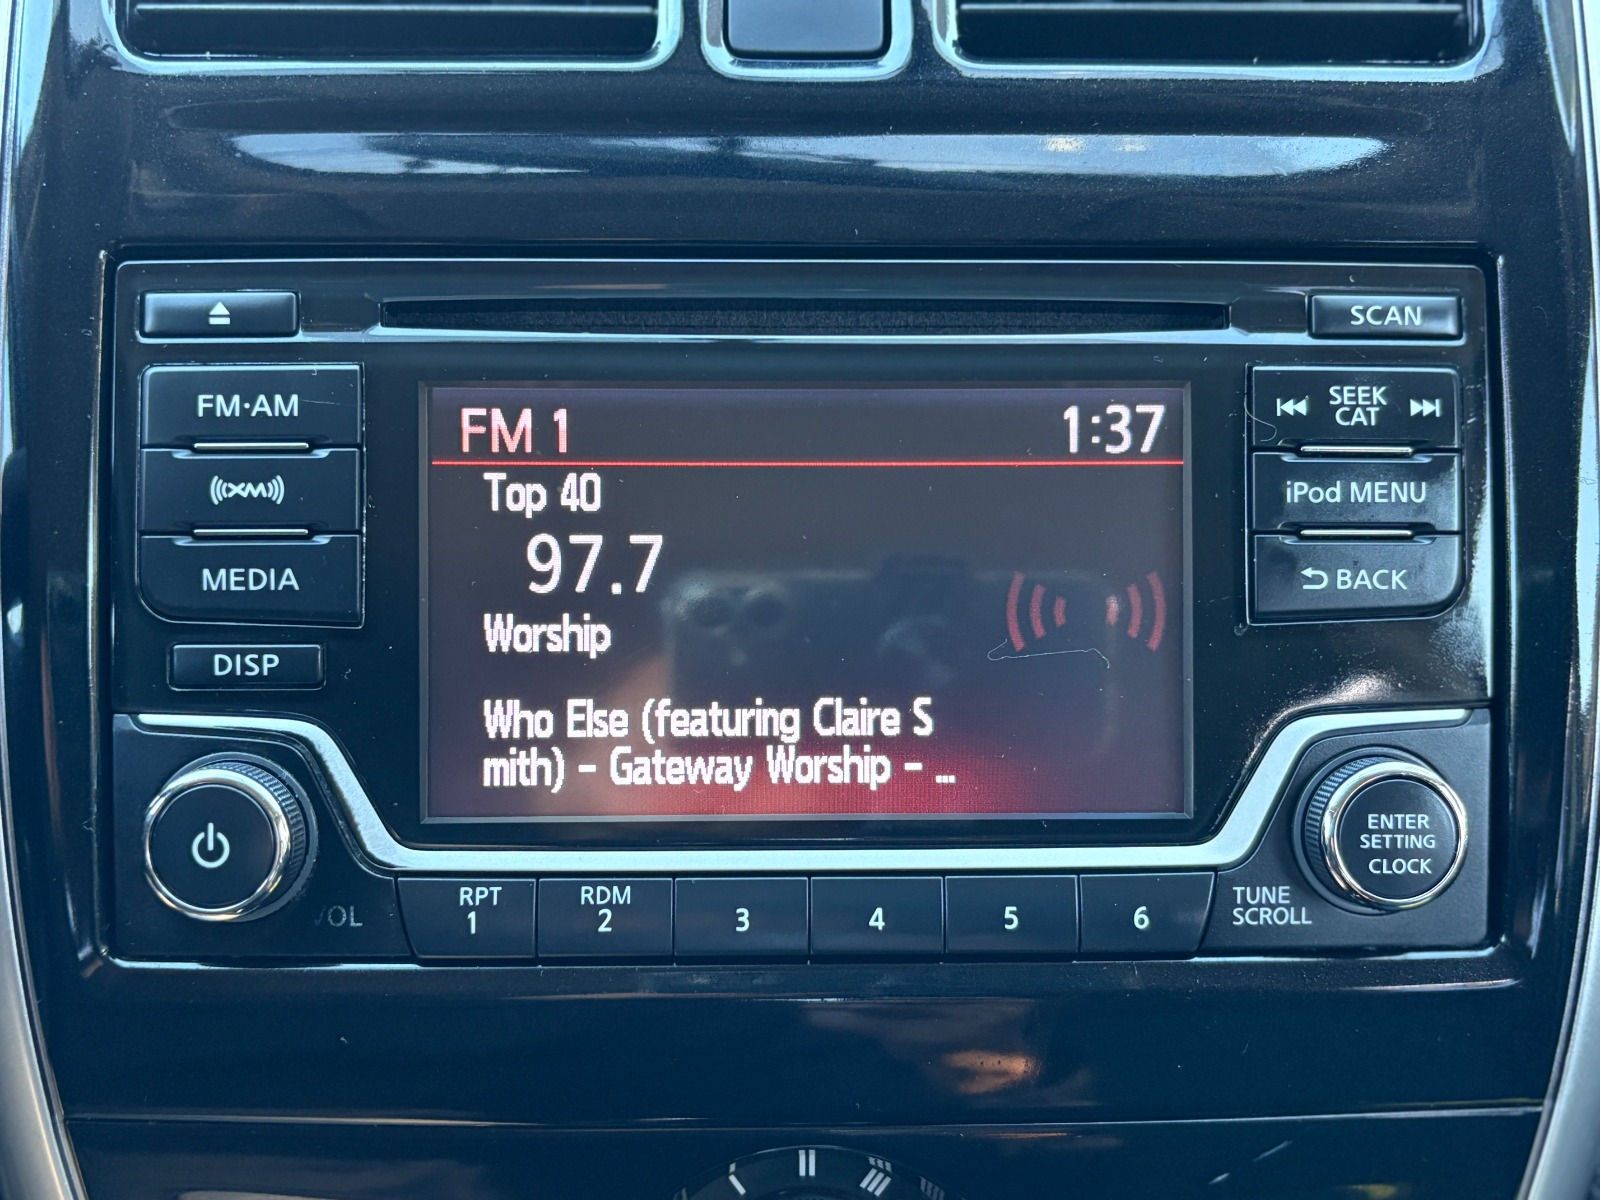 SCAN
FM·AM
SEEK
CAT
XM
iPod MENU
MEDIA
BACK
DISP
FM 1 1:37
Top 40
97.7
Worship
Who Else (featuring Claire S
mith) - Gateway Worship - ...
VOL
RPT
1
RDM
2
3
4
5
6
TUNE
SCROLL
ENTER
SETTING
CLOCK